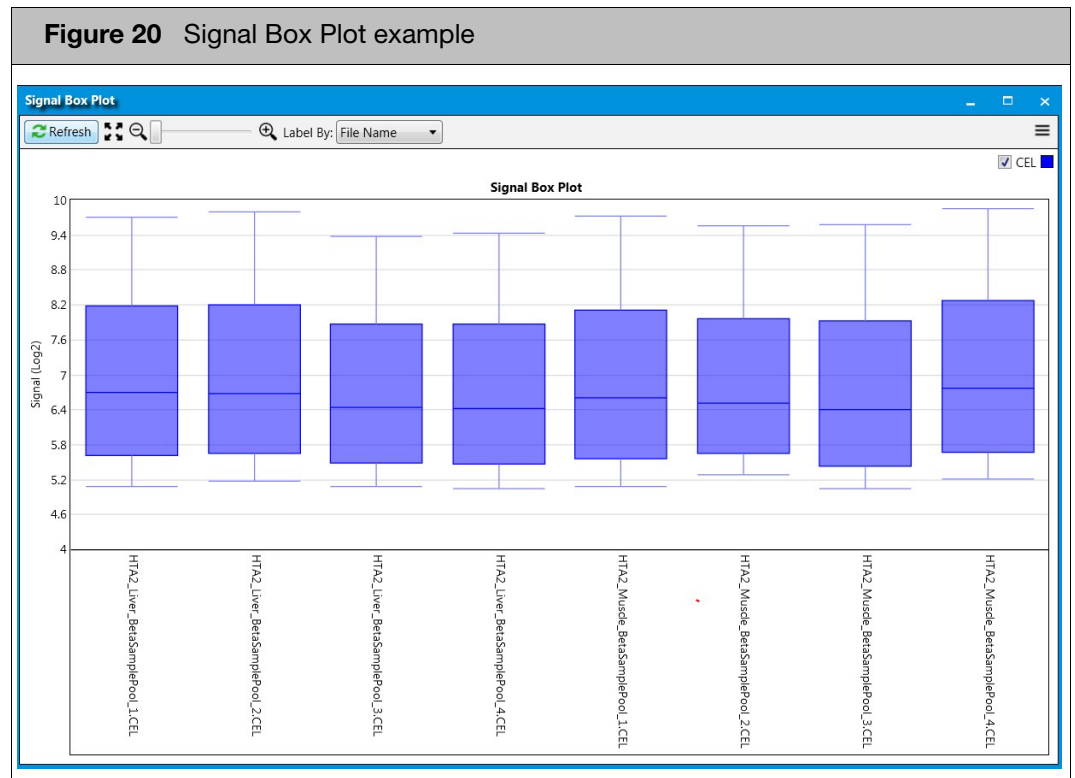 Figure 20 Signal Box Plot example
Signal Box Plot
Refresh Label By: File Name
CEL
Signal Box Plot
10
9.4
8.8
8.2
7.6
7
6.4
5.8
5.2
4.6
4
Signal (Log2)
HTA2_Liver_BetaSamplePool_1.CEL
HTA2_Liver_BetaSamplePool_2.CEL
HTA2_Liver_BetaSamplePool_3.CEL
HTA2_Liver_BetaSamplePool_4.CEL
HTA2_Muscle_BetaSamplePool_1.CEL
HTA2_Muscle_BetaSamplePool_2.CEL
HTA2_Muscle_BetaSamplePool_3.CEL
HTA2_Muscle_BetaSamplePool_4.CEL